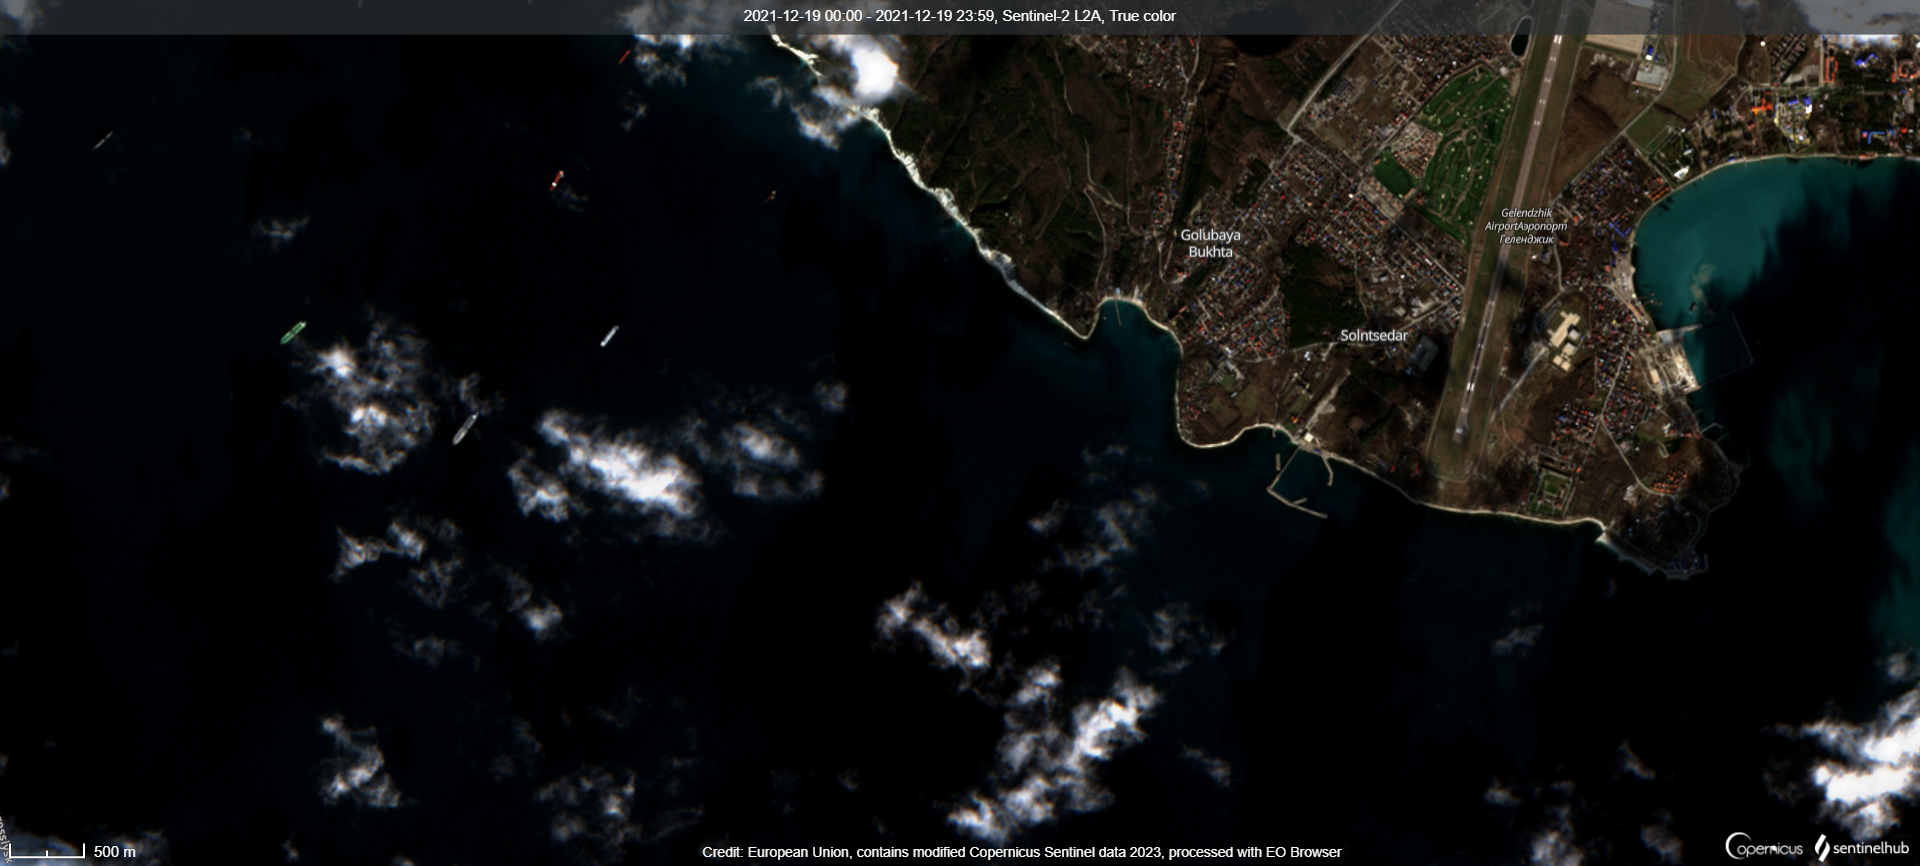 2021-12-19 00:00 - 2021-12-19 23:59, Sentinel-2 L2A, True color
Gelendzhik
AirportАэропорт
Геленджик
Golubaya
Bukhta
Solntsedar
500 m
Credit: European Union, contains modified Copernicus Sentinel data 2023, processed with EO Browser
Copernicus
sentinelhub